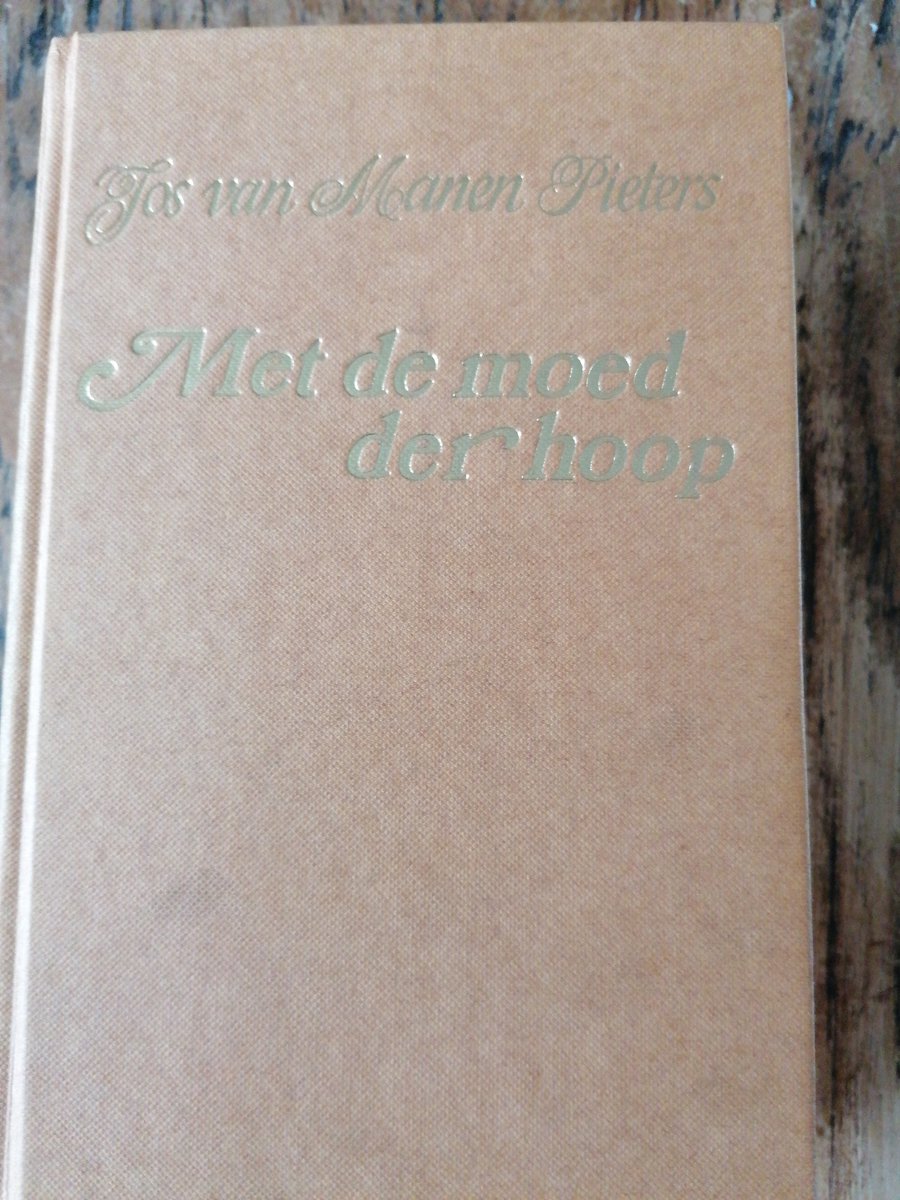 Jos van Manen Pieters
Met de moed
der hoop